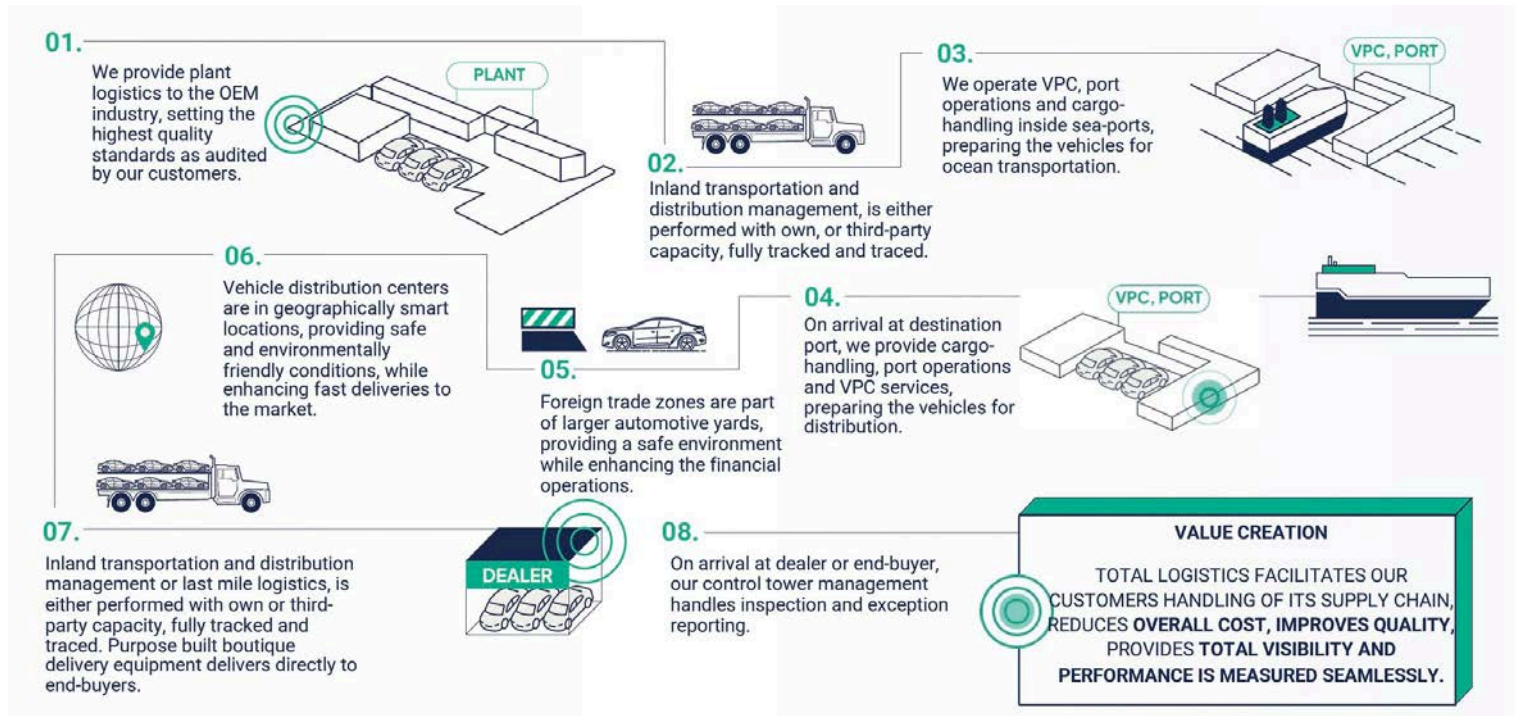 01.
We provide plant
logistics to the OEM
industry, setting the
highest quality
standards as audited
by our customers.
PLANT
02.
Inland transportation and
distribution management, is either
performed with own, or third-party
capacity, fully tracked and traced.
03.
We operate VPC, port
operations and cargo-
handling inside sea-ports,
preparing the vehicles for
ocean transportation.
VPC, PORT
04.
On arrival at destination
port, we provide cargo-
handling, port operations
and VPC services,
preparing the vehicles for
distribution.
VPC, PORT
05.
Foreign trade zones are part
of larger automotive yards,
providing a safe environment
while enhancing the financial
operations.
06.
Vehicle distribution centers
are in geographically smart
locations, providing safe
and environmentally
friendly conditions, while
enhancing fast deliveries to
the market.
07.
Inland transportation and distribution
management or last mile logistics, is
either performed with own or third-
party capacity, fully tracked and
traced. Purpose built boutique
delivery equipment delivers directly to
end-buyers.
DEALER
08.
On arrival at dealer or end-buyer,
our control tower management
handles inspection and exception
reporting.
VALUE CREATION
TOTAL LOGISTICS FACILITATES OUR
CUSTOMERS HANDLING OF ITS SUPPLY CHAIN,
REDUCES OVERALL COST, IMPROVES QUALITY,
PROVIDES TOTAL VISIBILITY AND
PERFORMANCE IS MEASURED SEAMLESSLY.